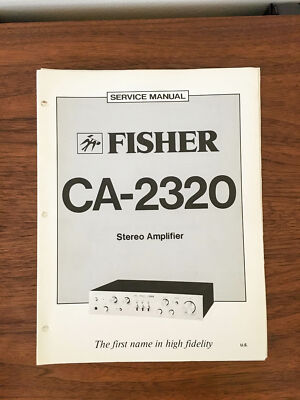 SERVICE MANUAL
FISHER
CA-2320
Stereo Amplifier
The first name in high fidelity